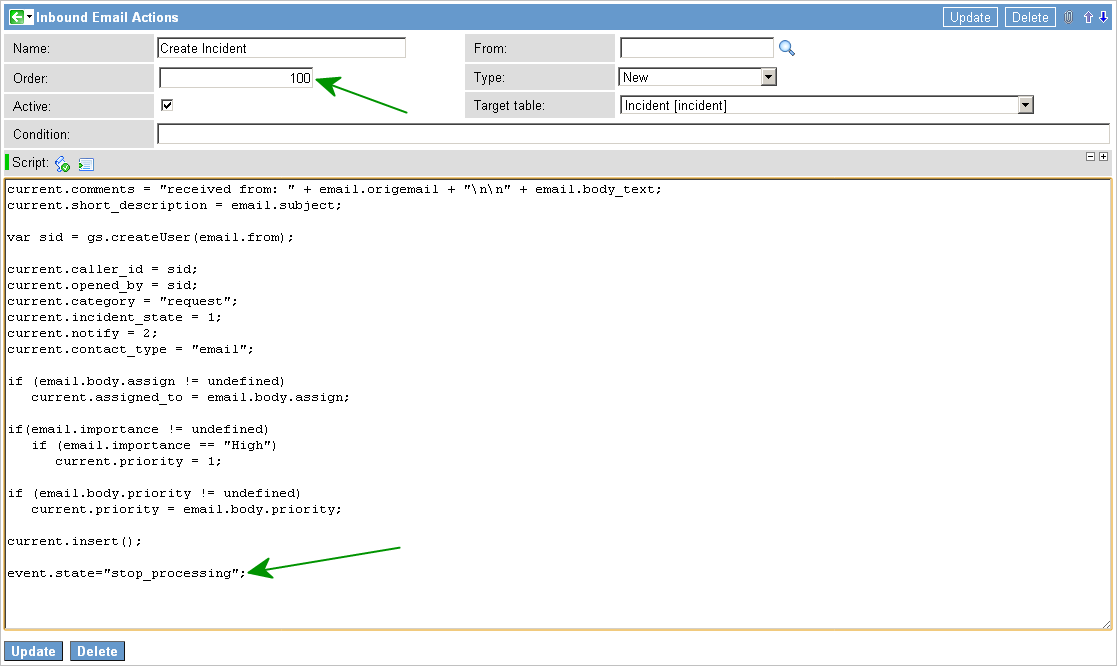 Inbound Email Actions Update Delete
Name: Create Incident From:
Order: 100 Type: New
Active: Target table: Incident [incident]
Condition:
Script:
current.comments = "received from: " + email.origemail + "\n\n" + email.body_text;
current.short_description = email.subject;
var sid = gs.createUser(email.from);
current.caller_id = sid;
current.opened_by = sid;
current.category = "request";
current.incident_state = 1;
current.notify = 2;
current.contact_type = "email";
if (email.body.assign != undefined)
current.assigned_to = email.body.assign;
if(email.importance != undefined)
if (email.importance == "High")
current.priority = 1;
if (email.body.priority != undefined)
current.priority = email.body.priority;
current.insert();
event.state="stop_processing";
Update Delete